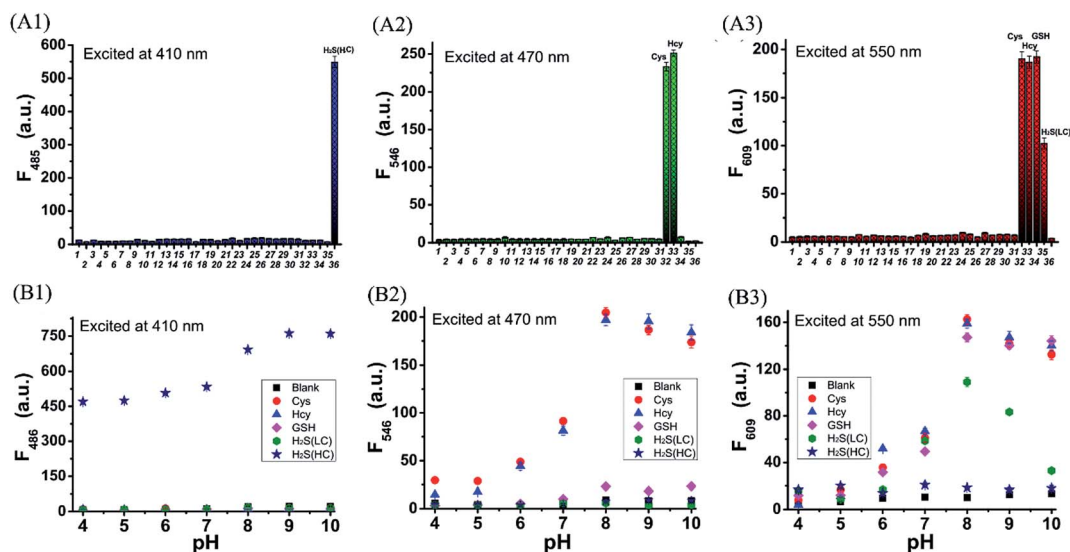 (A1)
Excited at 410 nm
H₂S(HC)
F485 (a.u.)
600
500
400
300
200
100
0
1 3 5 7 9 11 13 15 17 19 21 23 25 27 29 31 33 35
2 4 6 8 10 12 14 16 18 20 22 24 26 28 30 32 34 36
(A2)
Excited at 470 nm
Cys
Hcy
F546 (a.u.)
250
200
150
100
50
0
1 3 5 7 9 11 13 15 17 19 21 23 25 27 29 31 33 35
2 4 6 8 10 12 14 16 18 20 22 24 26 28 30 32 34 36
(A3)
Excited at 550 nm
Cys
Hcy
GSH
H₂S(LC)
F609 (a.u.)
200
150
100
50
0
1 3 5 7 9 11 13 15 17 19 21 23 25 27 29 31 33 35
2 4 6 8 10 12 14 16 18 20 22 24 26 28 30 32 34 36
(B1)
Excited at 410 nm
F486 (a.u.)
750
600
450
300
150
0
Blank
Cys
Hcy
GSH
H₂S(LC)
H₂S(HC)
4 5 6 7 8 9 10
pH
(B2)
Excited at 470 nm
F546 (a.u.)
200
150
100
50
0
Blank
Cys
Hcy
GSH
H₂S(LC)
H₂S(HC)
4 5 6 7 8 9 10
pH
(B3)
Excited at 550 nm
F609 (a.u.)
160
120
80
40
0
Blank
Cys
Hcy
GSH
H₂S(LC)
H₂S(HC)
4 5 6 7 8 9 10
pH